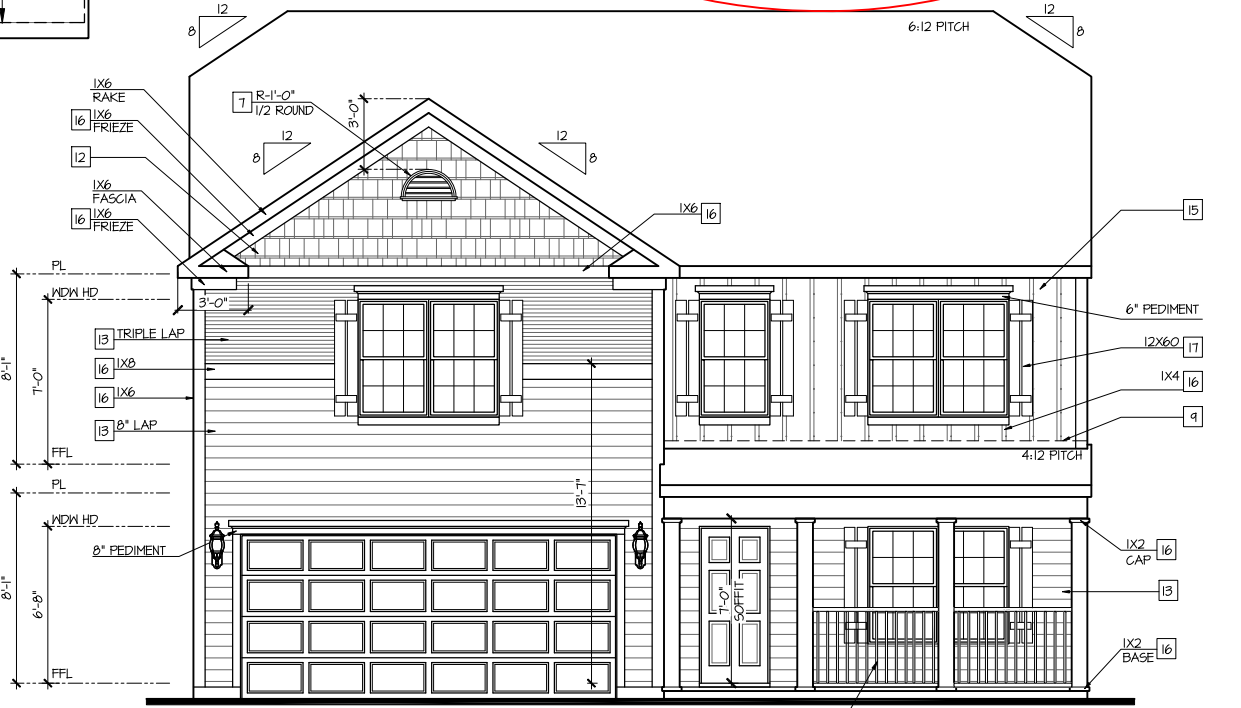 12
8
6:12 PITCH
12
8
1X6
RAKE
16 1X6
FRIEZE
12
1X6
FASCIA
16 1X6
FRIEZE
7 R-1'-0"
1/2 ROUND
3'-0"
12
8
12
8
1X6 16
15
PL
WDW HD
3'-0"
6" PEDIMENT
13 TRIPLE LAP
12X60 17
16 1X8
1X4 16
16 1X6
9
13 8" LAP
8'-1"
7'-0"
FFL
4:12 PITCH
PL
13'-7"
WDW HD
8" PEDIMENT
1X2 16
CAP
8'-1"
6'-8"
7'-0"
SOFFIT
13
1X2 16
BASE
FFL